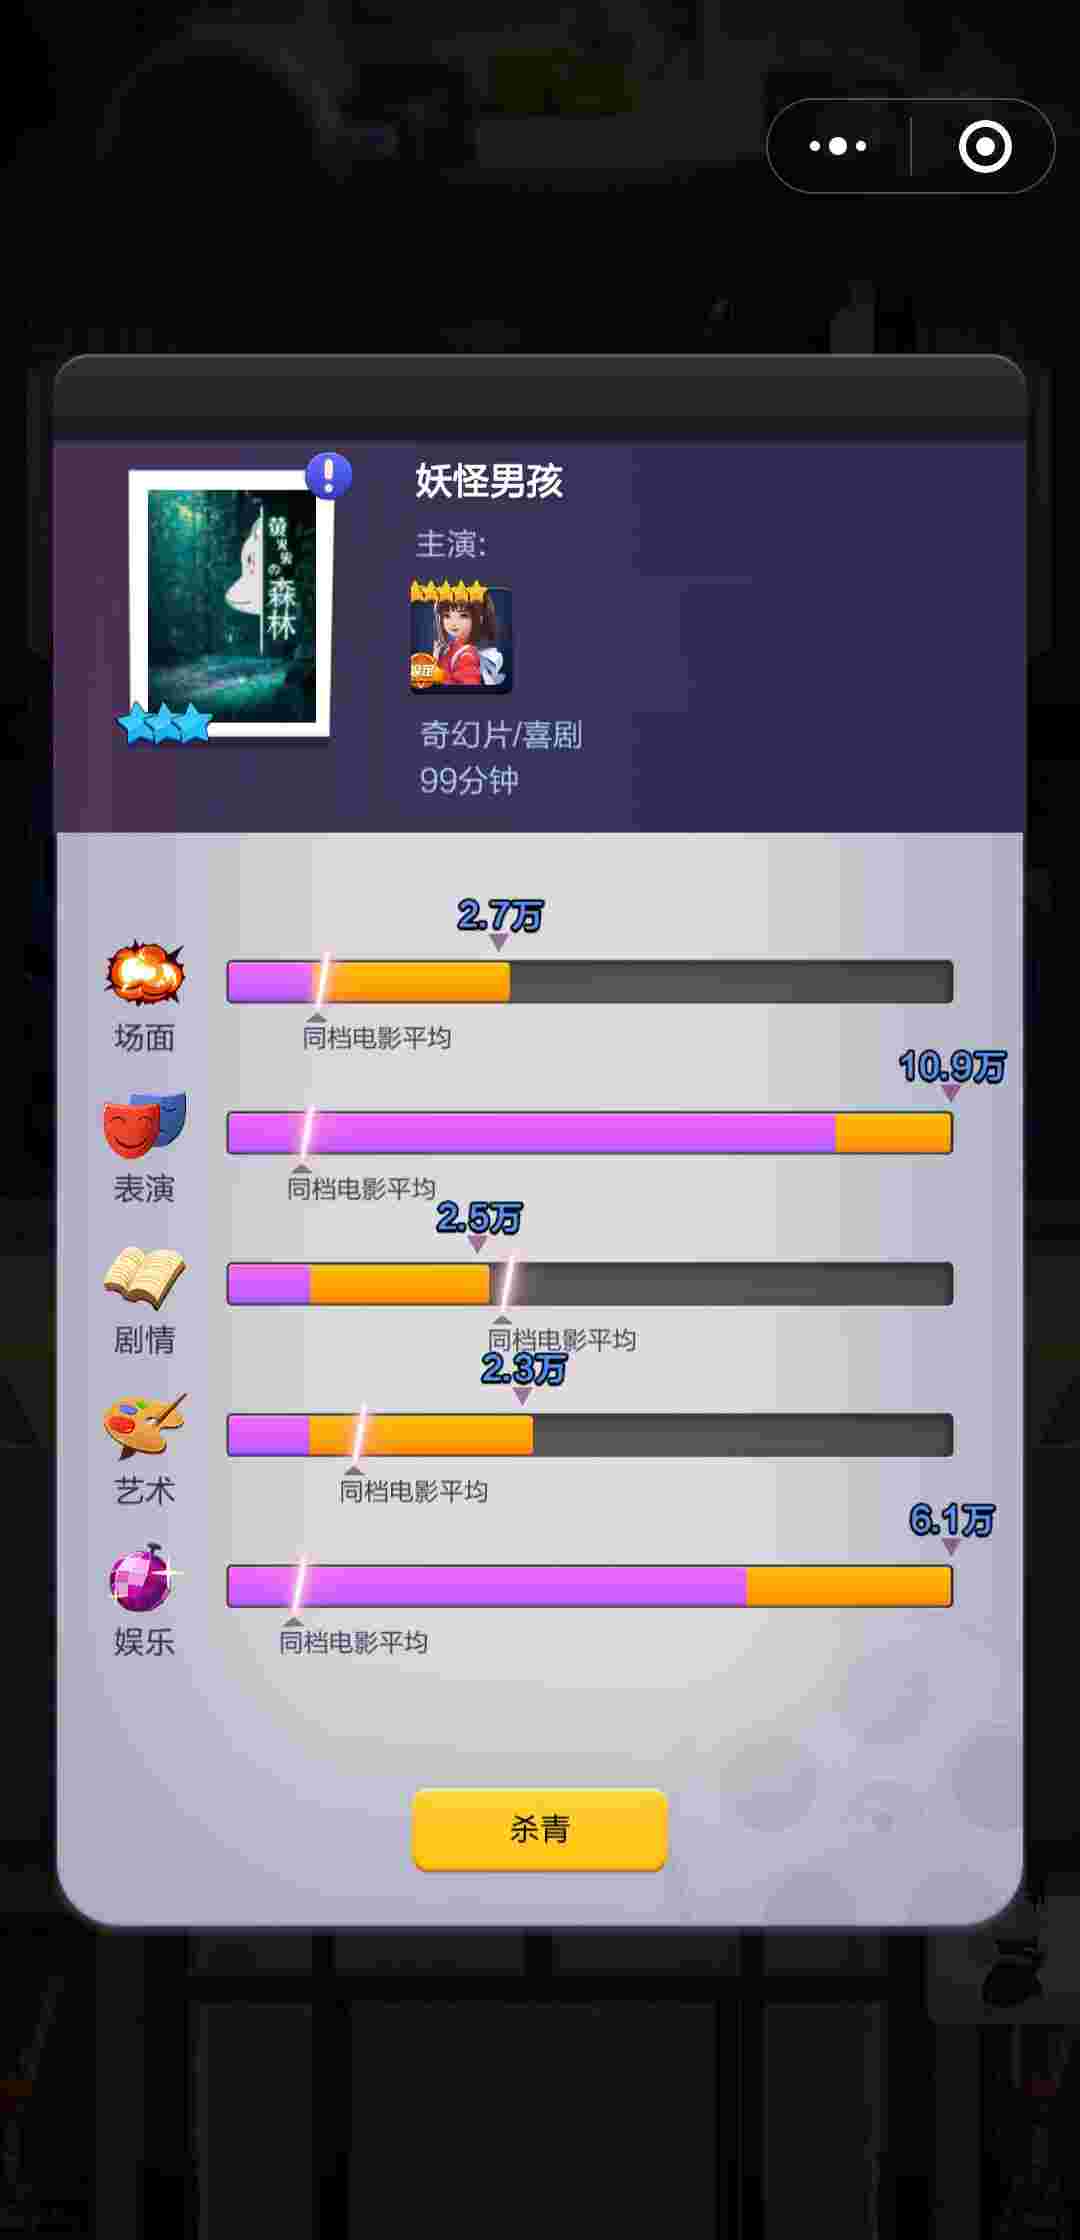 妖怪男孩
主演:
萤火虫
の
森林
限定
奇幻片/喜剧
99分钟
2.7万
场面
同档电影平均
10.9万
表演
同档电影平均
2.5万
剧情
同档电影平均
2.3万
艺术
同档电影平均
6.1万
娱乐
同档电影平均
杀青